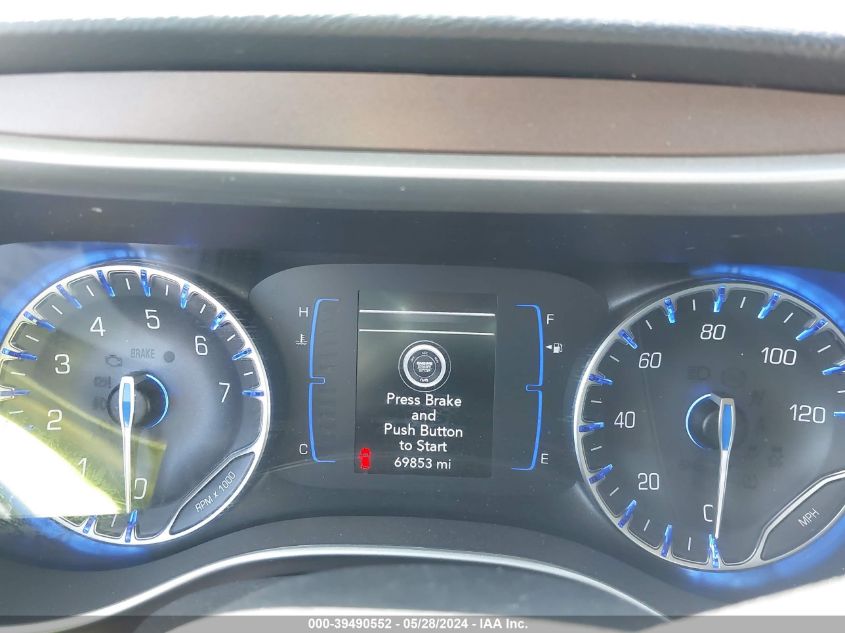 H
F
C
E
Press Brake
and
Push Button
to Start
69853 mi
0
1
2
3
4
5
6
7
BRAKE
RPM x 1000
20
40
60
80
100
120
MPH
000-39490552 - 05/28/2024 - IAA Inc.